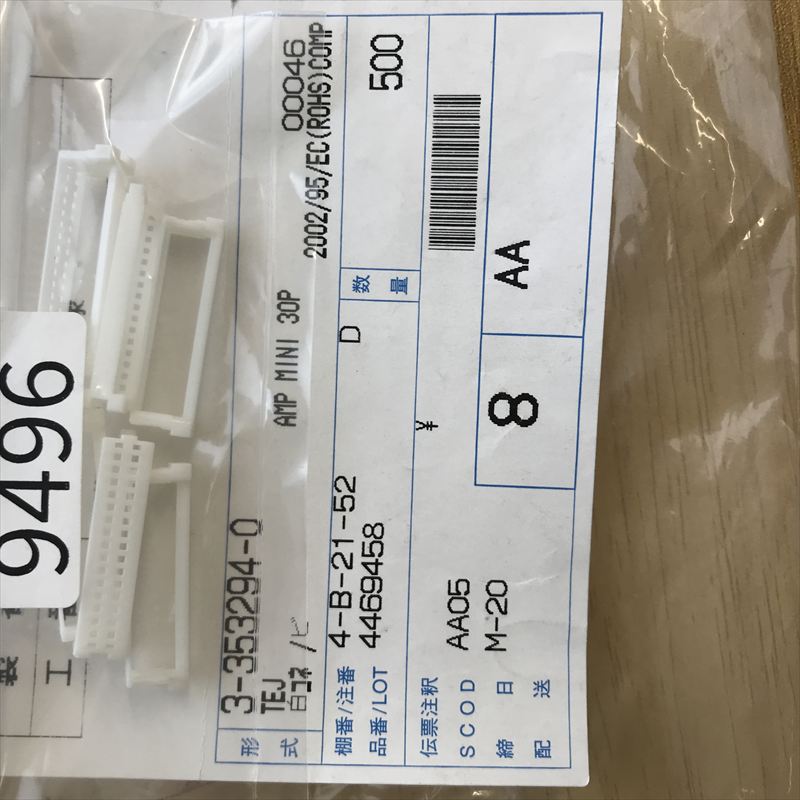 9496
製
工
形式 3-353294-0 00046
TEJ AMP MINI 30P 2002/95/EC(ROHS)COMP
白コネ /ビ
棚番/注番 4-B-21-52 D 数量 500
品番/LOT 4469458
伝票注釈 ¥
SCOD AA05
締日 M-20 8 AA
配送